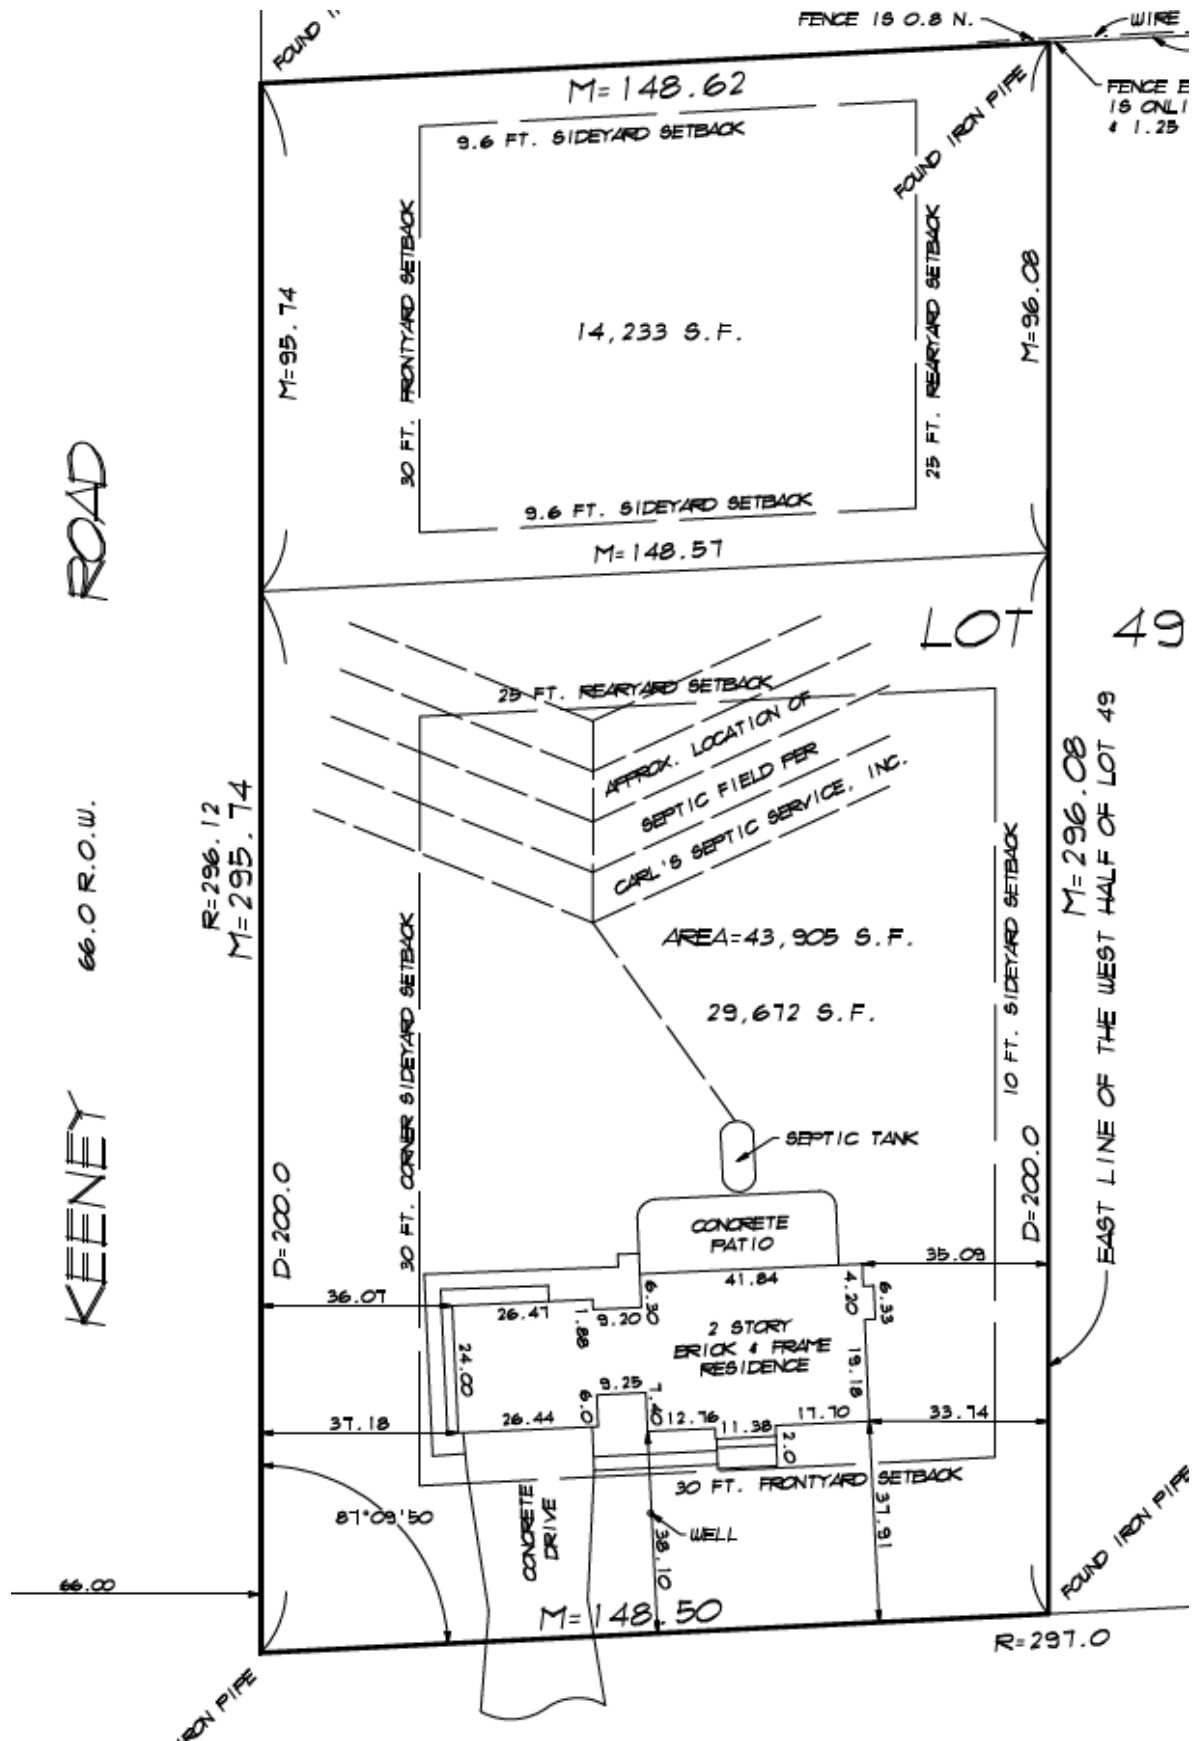 FENCE IS 0.8 N.
WIRE
FOUND
M=148.62
FENCE
IS ONLI
& 1.25
FOUND IRON PIPE
9.6 FT. SIDEYARD SETBACK
30 FT. FRONTYARD SETBACK
25 FT. REARYARD SETBACK
M=95.74
M=96.08
14,233 S.F.
9.6 FT. SIDEYARD SETBACK
M=148.57
KEENEY ROAD
66.0 R.O.W.
LOT 49
25 FT. REARYARD SETBACK
APPROX. LOCATION OF
SEPTIC FIELD PER
CARL'S SEPTIC SERVICE, INC.
R=296.12
M=295.74
M=296.08
EAST LINE OF THE WEST HALF OF LOT 49
AREA=43,905 S.F.
29,672 S.F.
30 FT. CORNER SIDEYARD SETBACK
10 FT. SIDEYARD SETBACK
SEPTIC TANK
D=200.0
D=200.0
CONCRETE
PATIO
35.09
36.07
41.84
26.47
1.88
9.20
6.30
4.20
6.33
2 STORY
BRICK & FRAME
RESIDENCE
24.00
19.18
9.25
6.0
7.40
37.18
26.44
12.76
11.38
17.70
2.0
33.74
30 FT. FRONTYARD SETBACK
87°09'50
CONCRETE
DRIVE
WELL
38.10
37.91
66.00
M=148.50
FOUND IRON PIPE
R=297.0
IRON PIPE